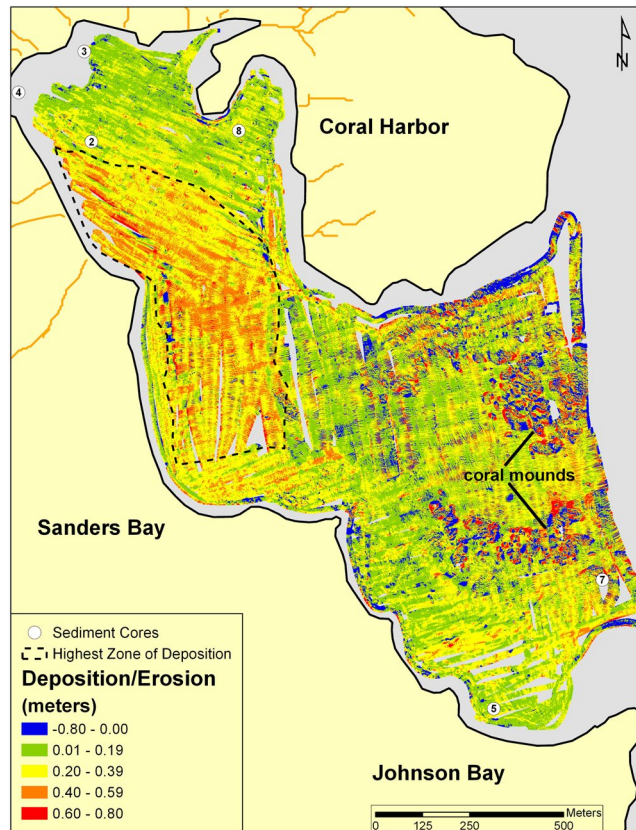 N
3
4
2
8
Coral Harbor
coral mounds
Sanders Bay
7
5
Johnson Bay
Sediment Cores
Highest Zone of Deposition
Deposition/Erosion
(meters)
-0.80 - 0.00
0.01 - 0.19
0.20 - 0.39
0.40 - 0.59
0.60 - 0.80
Meters
0 125 250 500